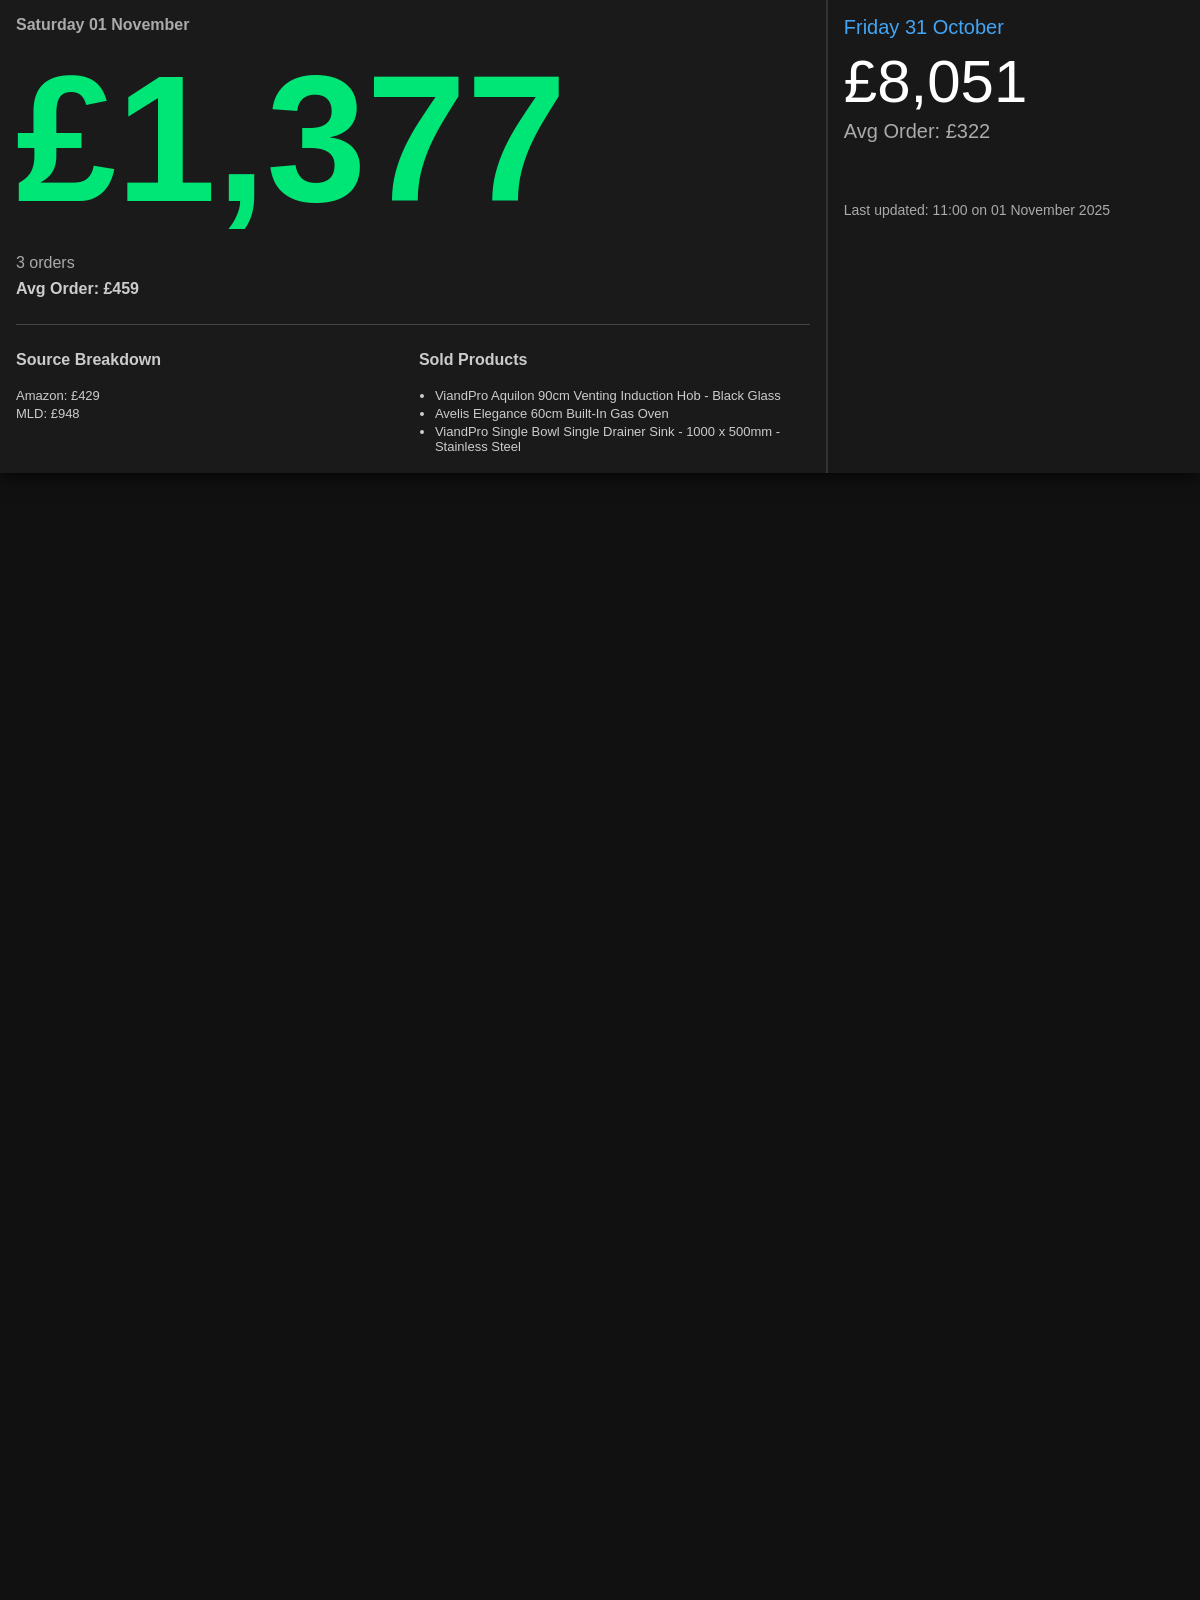 Saturday 01 November
£1,377
3 orders
Avg Order: £459
Source Breakdown
Amazon: £429
MLD: £948
Sold Products
• ViandPro Aquilon 90cm Venting Induction Hob - Black Glass
• Avelis Elegance 60cm Built-In Gas Oven
• ViandPro Single Bowl Single Drainer Sink - 1000 x 500mm -
Stainless Steel
Friday 31 October
£8,051
Avg Order: £322
Last updated: 11:00 on 01 November 2025